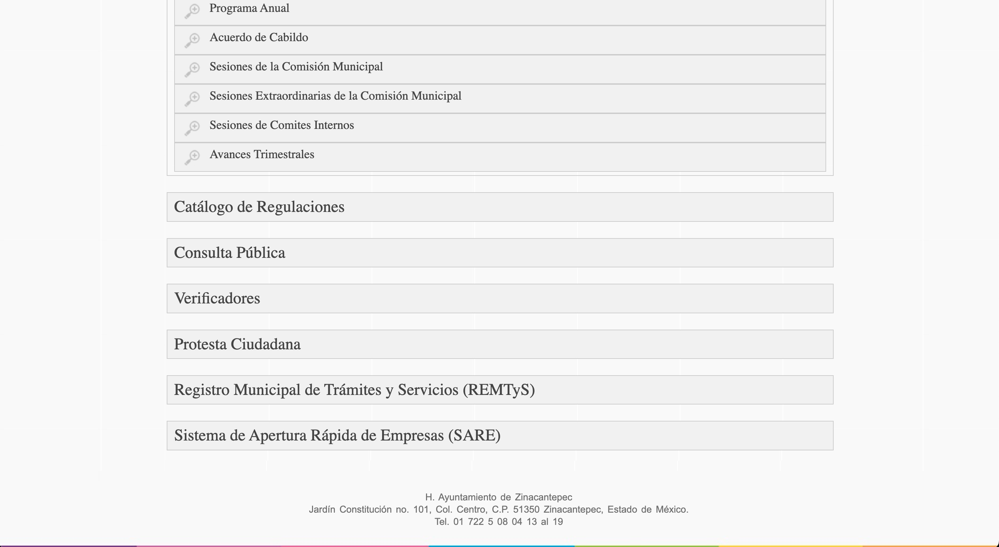 Programa Anual
Acuerdo de Cabildo
Sesiones de la Comisión Municipal
Sesiones Extraordinarias de la Comisión Municipal
Sesiones de Comites Internos
Avances Trimestrales
Catálogo de Regulaciones
Consulta Pública
Verificadores
Protesta Ciudadana
Registro Municipal de Trámites y Servicios (REMTyS)
Sistema de Apertura Rápida de Empresas (SARE)
H. Ayuntamiento de Zinacantepec
Jardín Constitución no. 101, Col. Centro, C.P. 51350 Zinacantepec, Estado de México.
Tel. 01 722 5 08 04 13 al 19